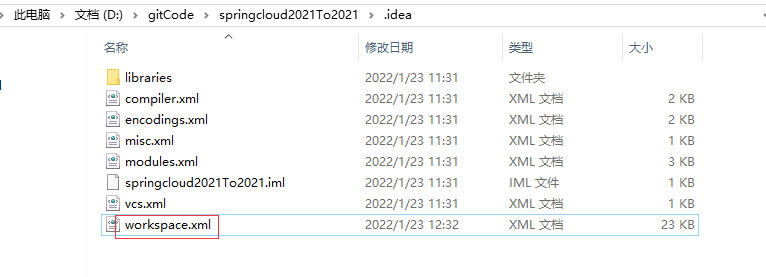 此电脑 > 文档 (D:) > gitCode > springcloud2021To2021 > .idea
名称 修改日期 类型 大小
libraries 2022/1/23 11:31 文件夹
compiler.xml 2022/1/23 11:31 XML 文档 2 KB
encodings.xml 2022/1/23 11:31 XML 文档 2 KB
misc.xml 2022/1/23 11:31 XML 文档 1 KB
modules.xml 2022/1/23 11:31 XML 文档 3 KB
springcloud2021To2021.iml 2022/1/23 11:31 IML 文件 1 KB
vcs.xml 2022/1/23 11:31 XML 文档 1 KB
workspace.xml 2022/1/23 12:32 XML 文档 23 KB